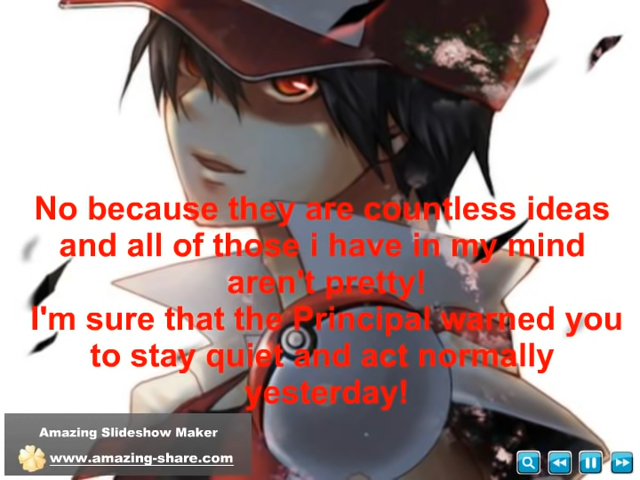 No because they are countless ideas
and all of those i have in my mind
aren't pretty!
I'm sure that the Principal warned you
to stay quiet and act normally
yesterday!
Amazing Slideshow Maker
www.amazing-share.com